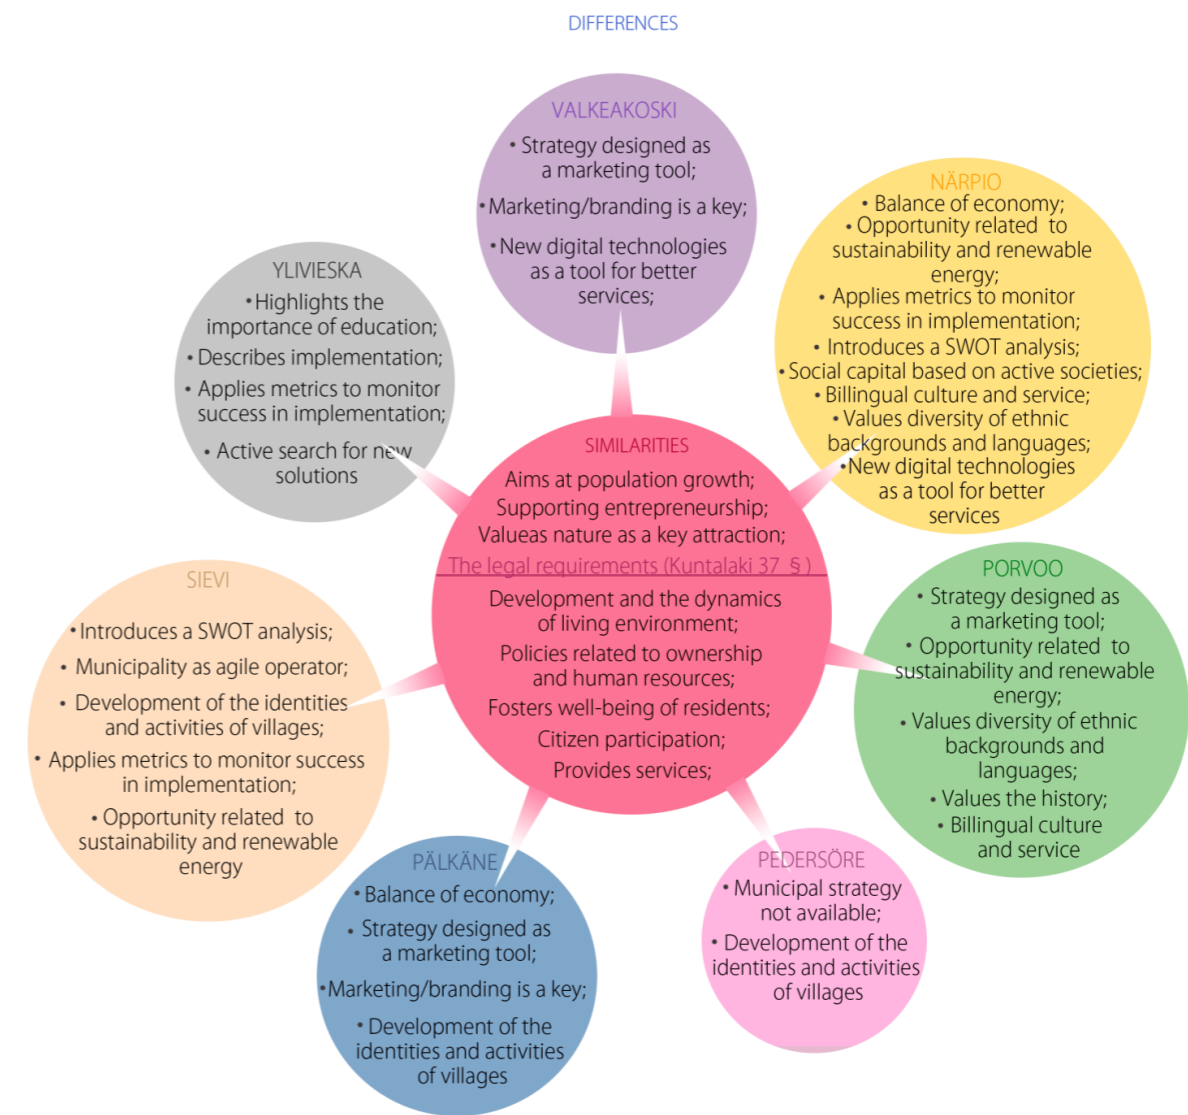 DIFFERENCES
VALKEAKOSKI
• Strategy designed as
a marketing tool;
• Marketing/branding is a key;
• New digital technologies
as a tool for better
services;
NÄRPIO
• Balance of economy;
• Opportunity related to
sustainability and renewable
energy;
• Applies metrics to monitor
success in implementation;
• Introduces a SWOT analysis;
• Social capital based on active societies;
• Billingual culture and service;
• Values diversity of ethnic
backgrounds and languages;
• New digital technologies
as a tool for better
services
YLIVIESKA
• Highlights the
importance of education;
• Describes implementation;
• Applies metrics to monitor
success in implementation;
• Active search for new
solutions
SIMILARITIES
Aims at population growth;
Supporting entrepreneurship;
Valueas nature as a key attraction;
The legal requirements (Kuntalaki 37 §)
Development and the dynamics
of living environment;
Policies related to ownership
and human resources;
Fosters well-being of residents;
Citizen participation;
Provides services;
SIEVI
• Introduces a SWOT analysis;
• Municipality as agile operator;
• Development of the identities
and activities of villages;
• Applies metrics to monitor success
in implementation;
• Opportunity related to
sustainability and renewable
energy
PORVOO
• Strategy designed as
a marketing tool;
• Opportunity related to
sustainability and renewable
energy;
• Values diversity of ethnic
backgrounds and
languages;
• Values the history;
• Billingual culture
and service
PÄLKÄNE
• Balance of economy;
• Strategy designed as
a marketing tool;
• Marketing/branding is a key;
• Development of the
identities and activities
of villages
PEDERSÖRE
• Municipal strategy
not available;
• Development of the
identities and activities
of villages